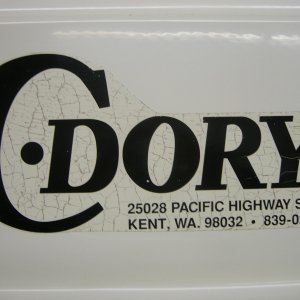 C·DORY
25028 PACIFIC HIGHWAY S
KENT, WA. 98032 • 839-0